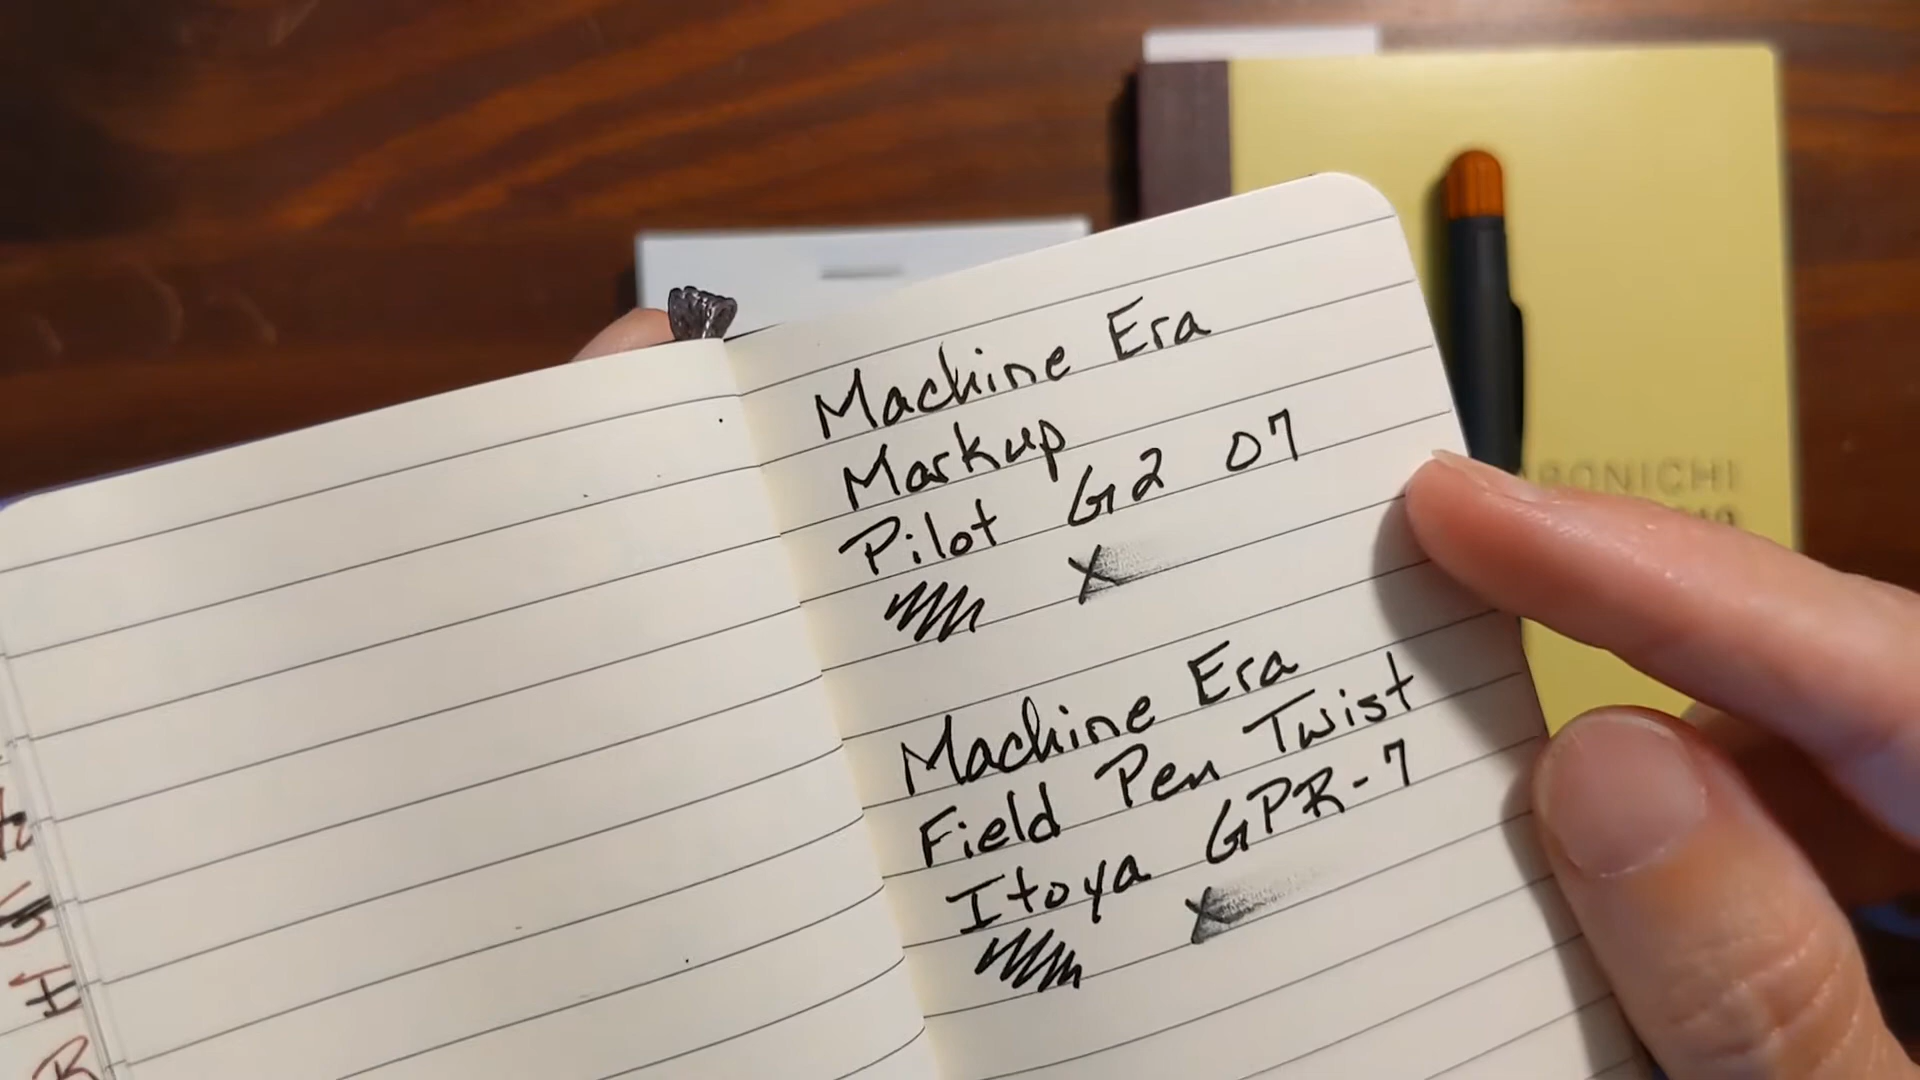 Machine Era
Markup
Pilot G2 07
X
Machine Era
Field Pen Twist
Itoya GPR-7
X